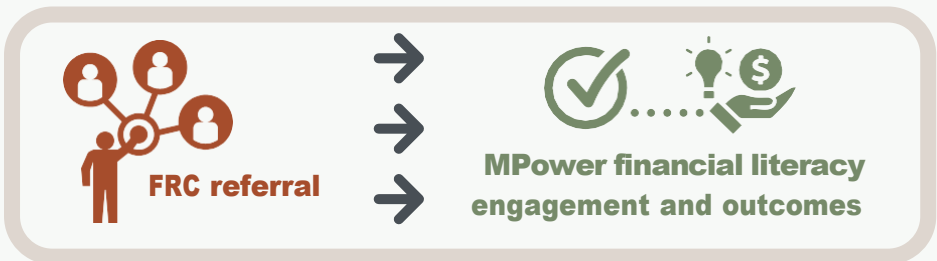 FRC referral
MPower financial literacy
engagement and outcomes
$